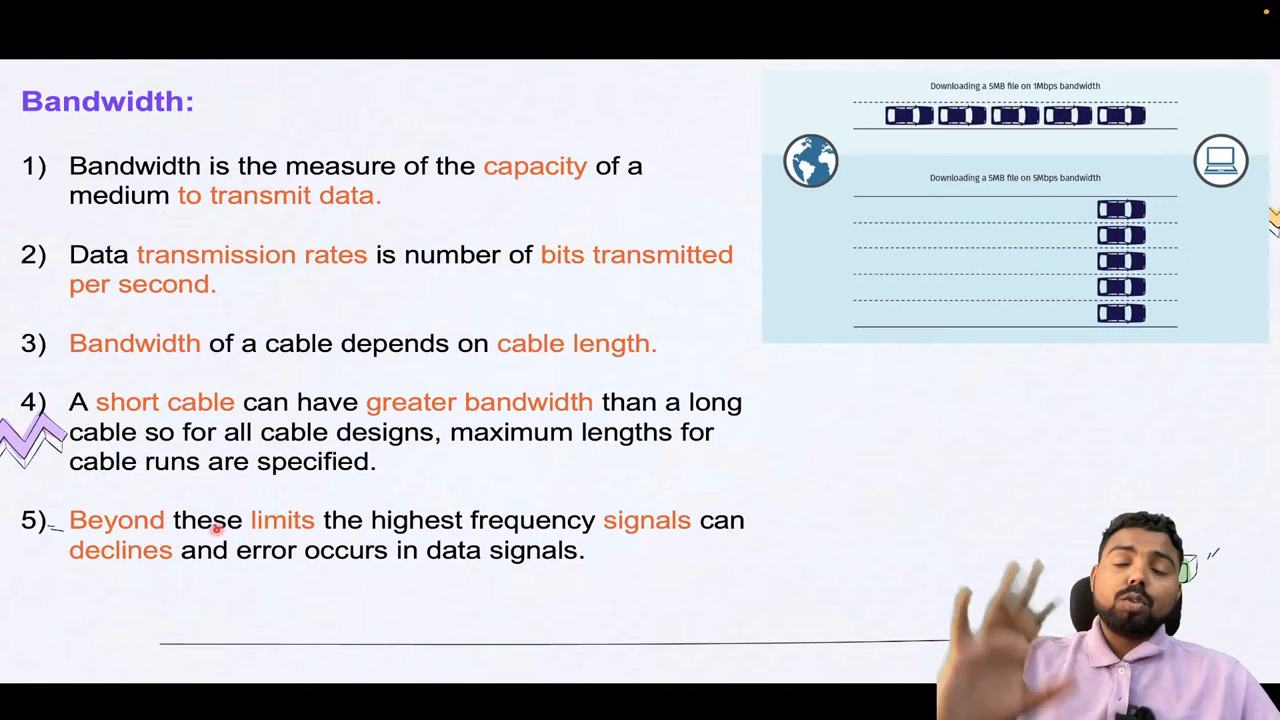 Bandwidth:
1) Bandwidth is the measure of the capacity of a
medium to transmit data.
2) Data transmission rates is number of bits transmitted
per second.
3) Bandwidth of a cable depends on cable length.
4) A short cable can have greater bandwidth than a long
cable so for all cable designs, maximum lengths for
cable runs are specified.
5) Beyond these limits the highest frequency signals can
declines and error occurs in data signals.
Downloading a 5MB file on 1Mbps bandwidth
Downloading a 5MB file on 5Mbps bandwidth